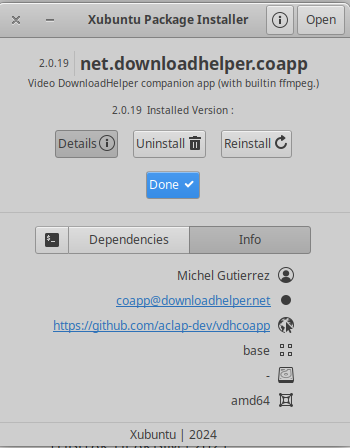 Xubuntu Package Installer
Open
2.0.19 net.downloadhelper.coapp
Video DownloadHelper companion app (with builtin ffmpeg.)
2.0.19 Installed Version :
Details Uninstall Reinstall
Done
Dependencies Info
Michel Gutierrez
coapp@downloadhelper.net
https://github.com/aclap-dev/vdhcoapp
base
-
amd64
Xubuntu | 2024